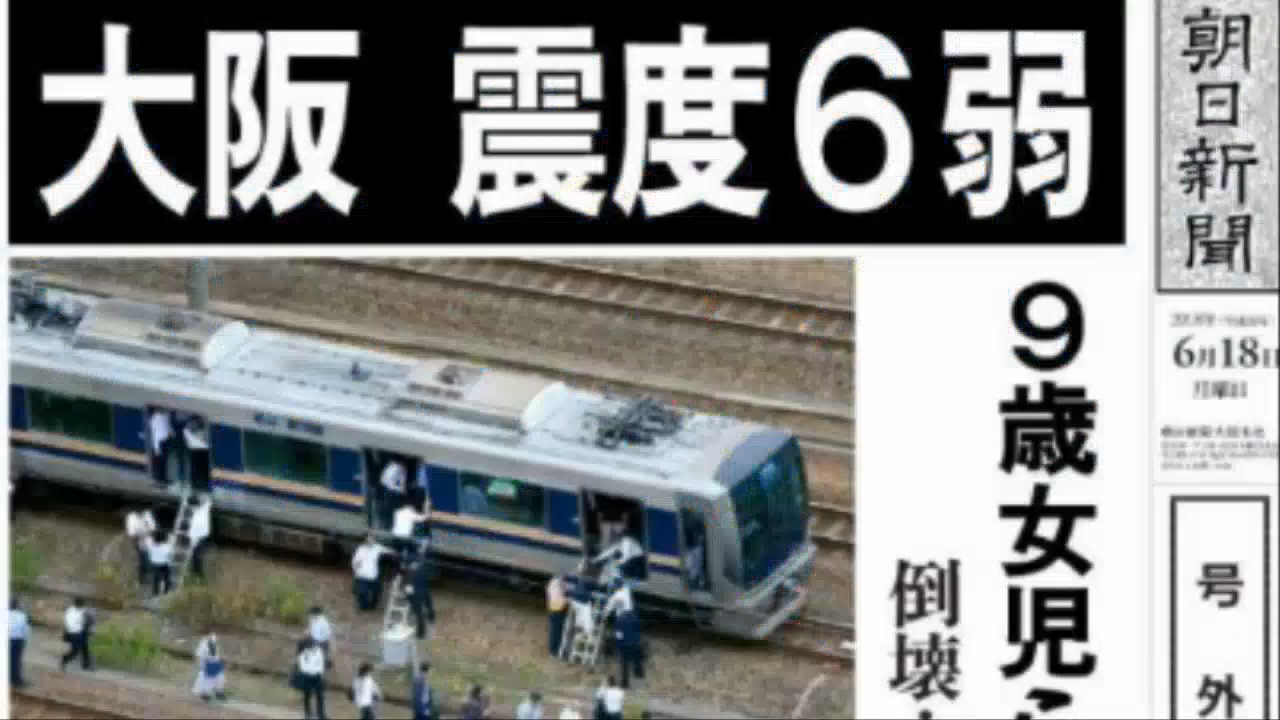 大阪 震度6弱
朝日新聞
6月18日
月曜日
号外
9歳女児
倒壊